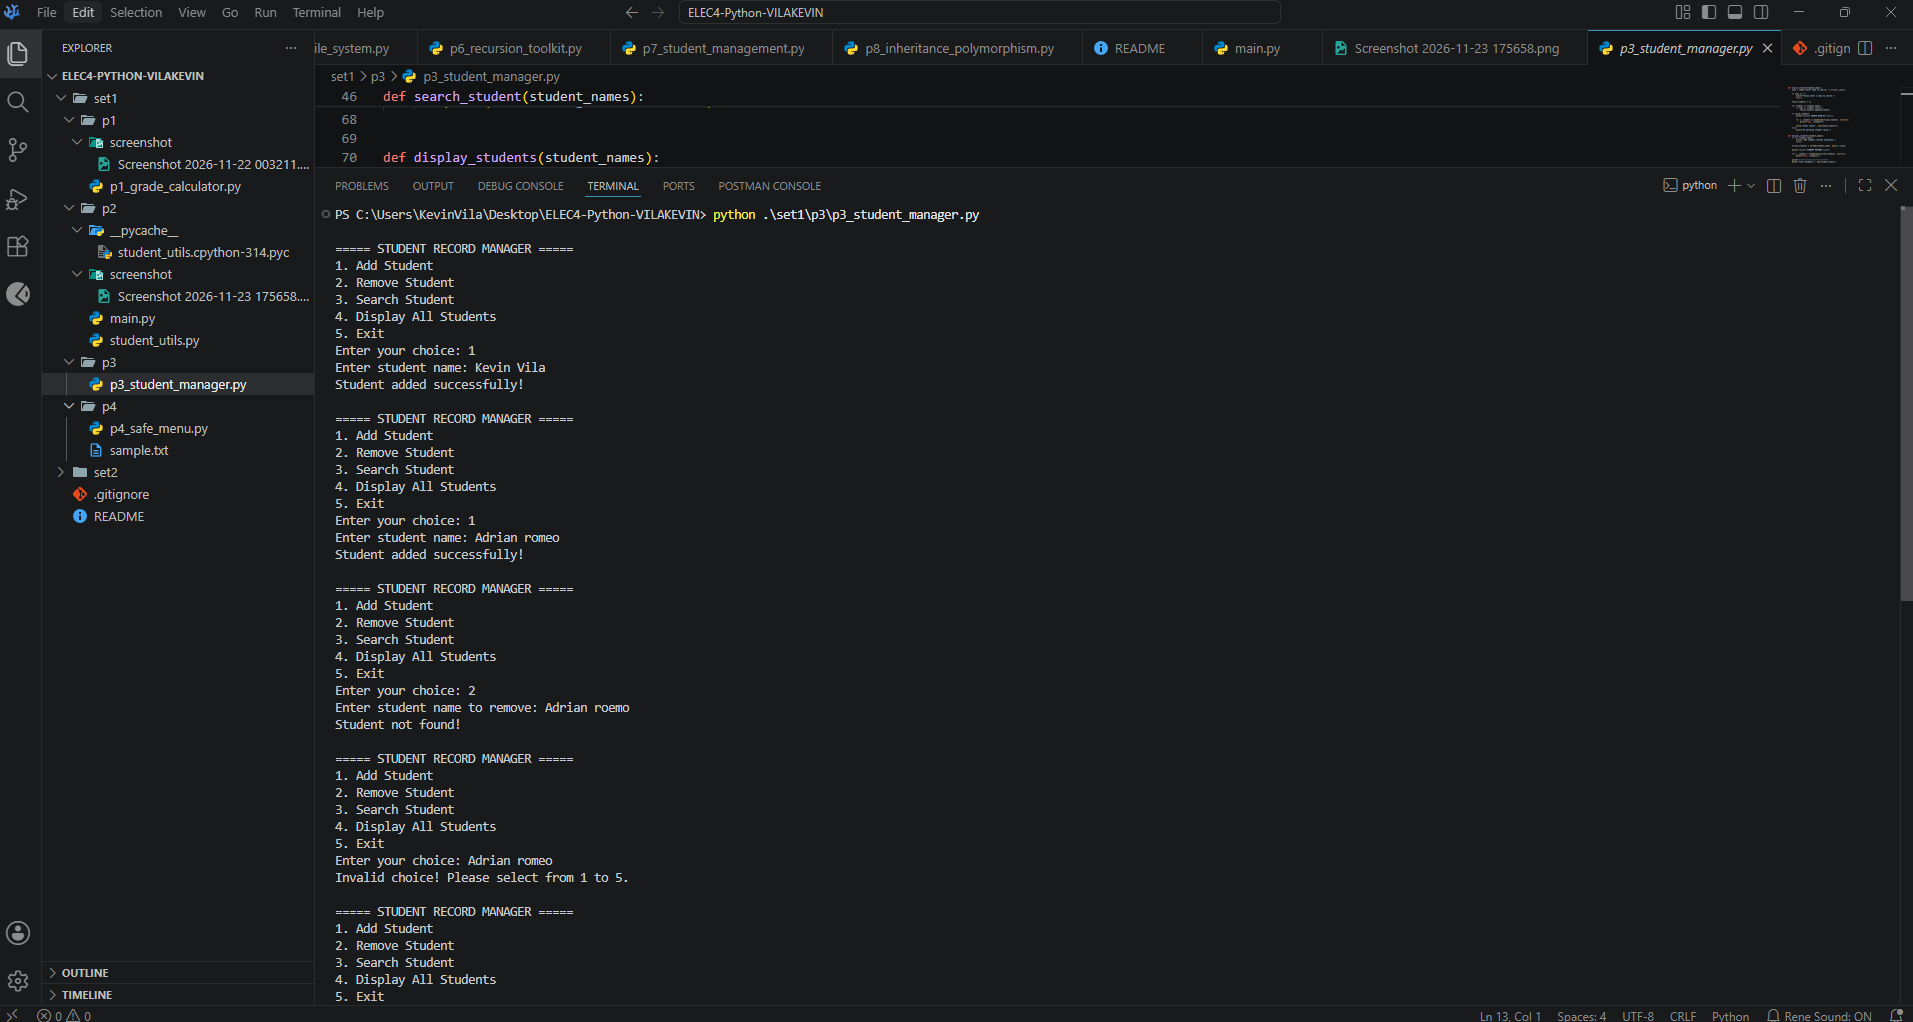 File Edit Selection View Go Run Terminal Help
ELEC4-Python-VILAKEVIN
EXPLORER
ELEC4-PYTHON-VILAKEVIN
set1
p1
screenshot
Screenshot 2026-11-22 003211....
p1_grade_calculator.py
p2
__pycache__
student_utils.cpython-314.pyc
screenshot
Screenshot 2026-11-23 175658....
main.py
student_utils.py
p3
p3_student_manager.py
p4
p4_safe_menu.py
sample.txt
set2
.gitignore
README
OUTLINE
TIMELINE
ile_system.py p6_recursion_toolkit.py p7_student_management.py p8_inheritance_polymorphism.py README main.py Screenshot 2026-11-23 175658.png p3_student_manager.py .gitign
set1 > p3 > p3_student_manager.py
46 def search_student(student_names):
68
69
70 def display_students(student_names):
PROBLEMS OUTPUT DEBUG CONSOLE TERMINAL PORTS POSTMAN CONSOLE
python
PS C:\Users\KevinVila\Desktop\ELEC4-Python-VILAKEVIN> python .\set1\p3\p3_student_manager.py
===== STUDENT RECORD MANAGER =====
1. Add Student
2. Remove Student
3. Search Student
4. Display All Students
5. Exit
Enter your choice: 1
Enter student name: Kevin Vila
Student added successfully!
===== STUDENT RECORD MANAGER =====
1. Add Student
2. Remove Student
3. Search Student
4. Display All Students
5. Exit
Enter your choice: 1
Enter student name: Adrian romeo
Student added successfully!
===== STUDENT RECORD MANAGER =====
1. Add Student
2. Remove Student
3. Search Student
4. Display All Students
5. Exit
Enter your choice: 2
Enter student name to remove: Adrian roemo
Student not found!
===== STUDENT RECORD MANAGER =====
1. Add Student
2. Remove Student
3. Search Student
4. Display All Students
5. Exit
Enter your choice: Adrian romeo
Invalid choice! Please select from 1 to 5.
===== STUDENT RECORD MANAGER =====
1. Add Student
2. Remove Student
3. Search Student
4. Display All Students
5. Exit
0 0
Ln 13, Col 1 Spaces: 4 UTF-8 CRLF Python Rene Sound: ON